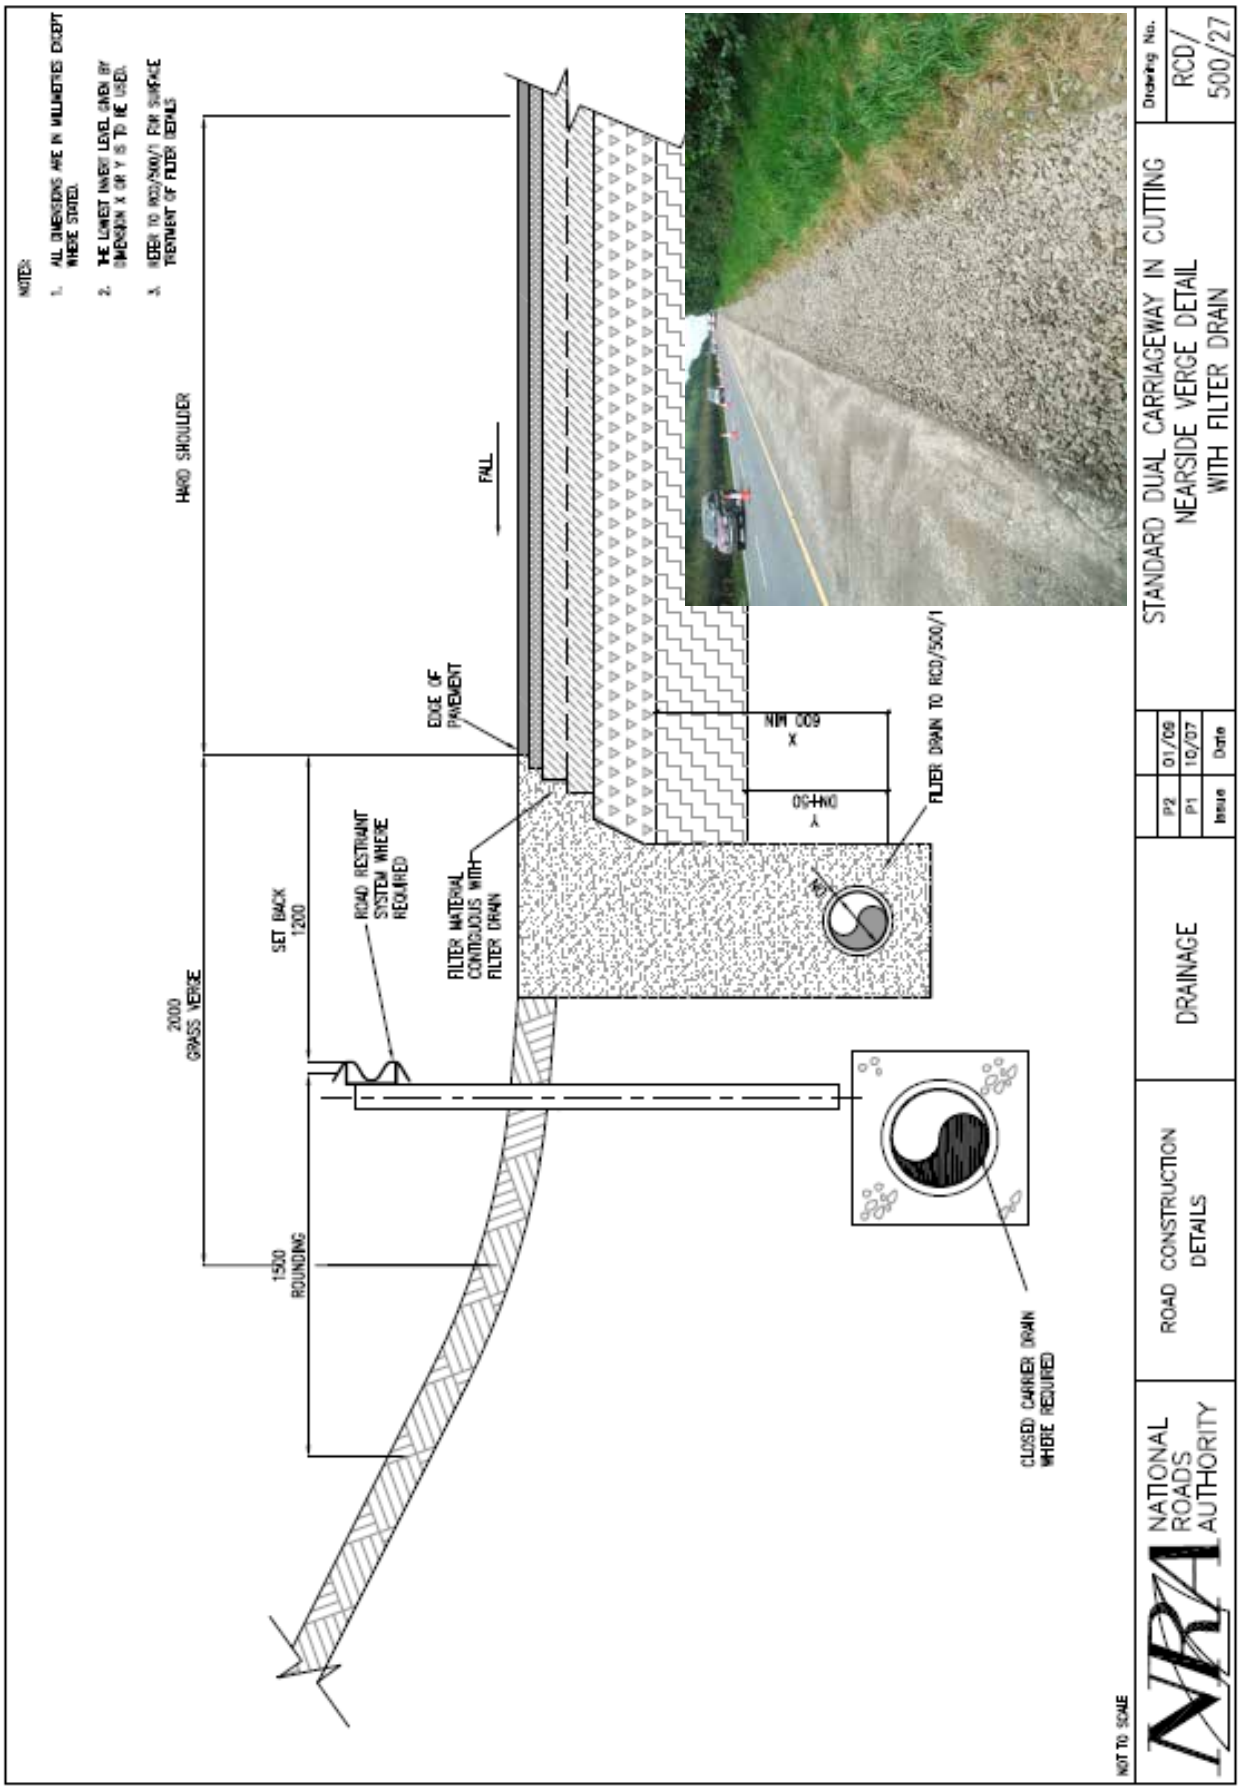 NOTES:
1. ALL DIMENSIONS ARE IN MILLIMETRES EXCEPT
WHERE STATED.
2. THE LOWEST INVERT LEVEL GIVEN BY
DIMENSION X OR Y IS TO BE USED.
3. REFER TO RCD/500/1 FOR SURFACE
TREATMENT OF FILTER DETAILS
2000
GRASS VERGE
HARD SHOULDER
1500
ROUNDING
SET BACK
1200
ROAD RESTRAINT
SYSTEM WHERE
REQUIRED
EDGE OF
PAVEMENT
FALL
FILTER MATERIAL
CONTIGUOUS WITH
FILTER DRAIN
Y
DN+50
X
600 MIN
DN
FILTER DRAIN TO RCD/500/1
CLOSED CARRIER DRAIN
WHERE REQUIRED
NOT TO SCALE
NRA
NATIONAL
ROADS
AUTHORITY
ROAD CONSTRUCTION
DETAILS
DRAINAGE
P2 01/09
P1 10/07
Issue Date
STANDARD DUAL CARRIAGEWAY IN CUTTING
NEARSIDE VERGE DETAIL
WITH FILTER DRAIN
Drawing No.
RCD/
500/27